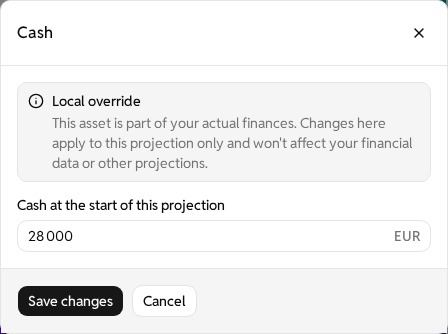 Cash
Local override
This asset is part of your actual finances. Changes here
apply to this projection only and won't affect your financial
data or other projections.
Cash at the start of this projection
28 000 EUR
Save changes Cancel